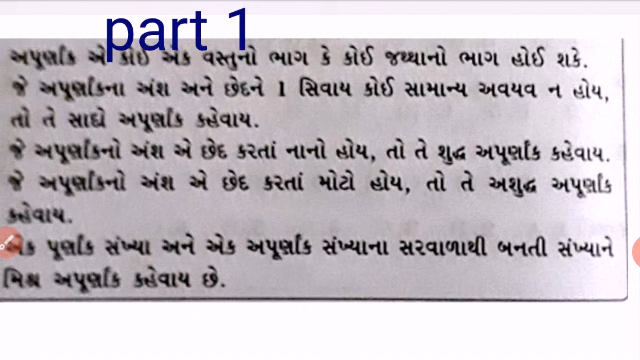 part 1
અપૂર્ણાંક એ કોઈ એક વસ્તુનો ભાગ કે કોઈ જથ્થાનો ભાગ હોઈ શકે.
જે અપૂર્ણાંકના અંશ અને છેદને 1 સિવાય કોઈ સામાન્ય અવયવ ન હોય,
તો તે સાદો અપૂર્ણાંક કહેવાય.
જે અપૂર્ણાંકનો અંશ એ છેદ કરતાં નાનો હોય, તો તે શુદ્ધ અપૂર્ણાંક કહેવાય.
જે અપૂર્ણાંકનો અંશ એ છેદ કરતાં મોટો હોય, તો તે અશુદ્ધ અપૂર્ણાંક
કહેવાય.
એક પૂર્ણાંક સંખ્યા અને એક અપૂર્ણાંક સંખ્યાના સરવાળાથી બનતી સંખ્યાને
મિશ્ર અપૂર્ણાંક કહેવાય છે.